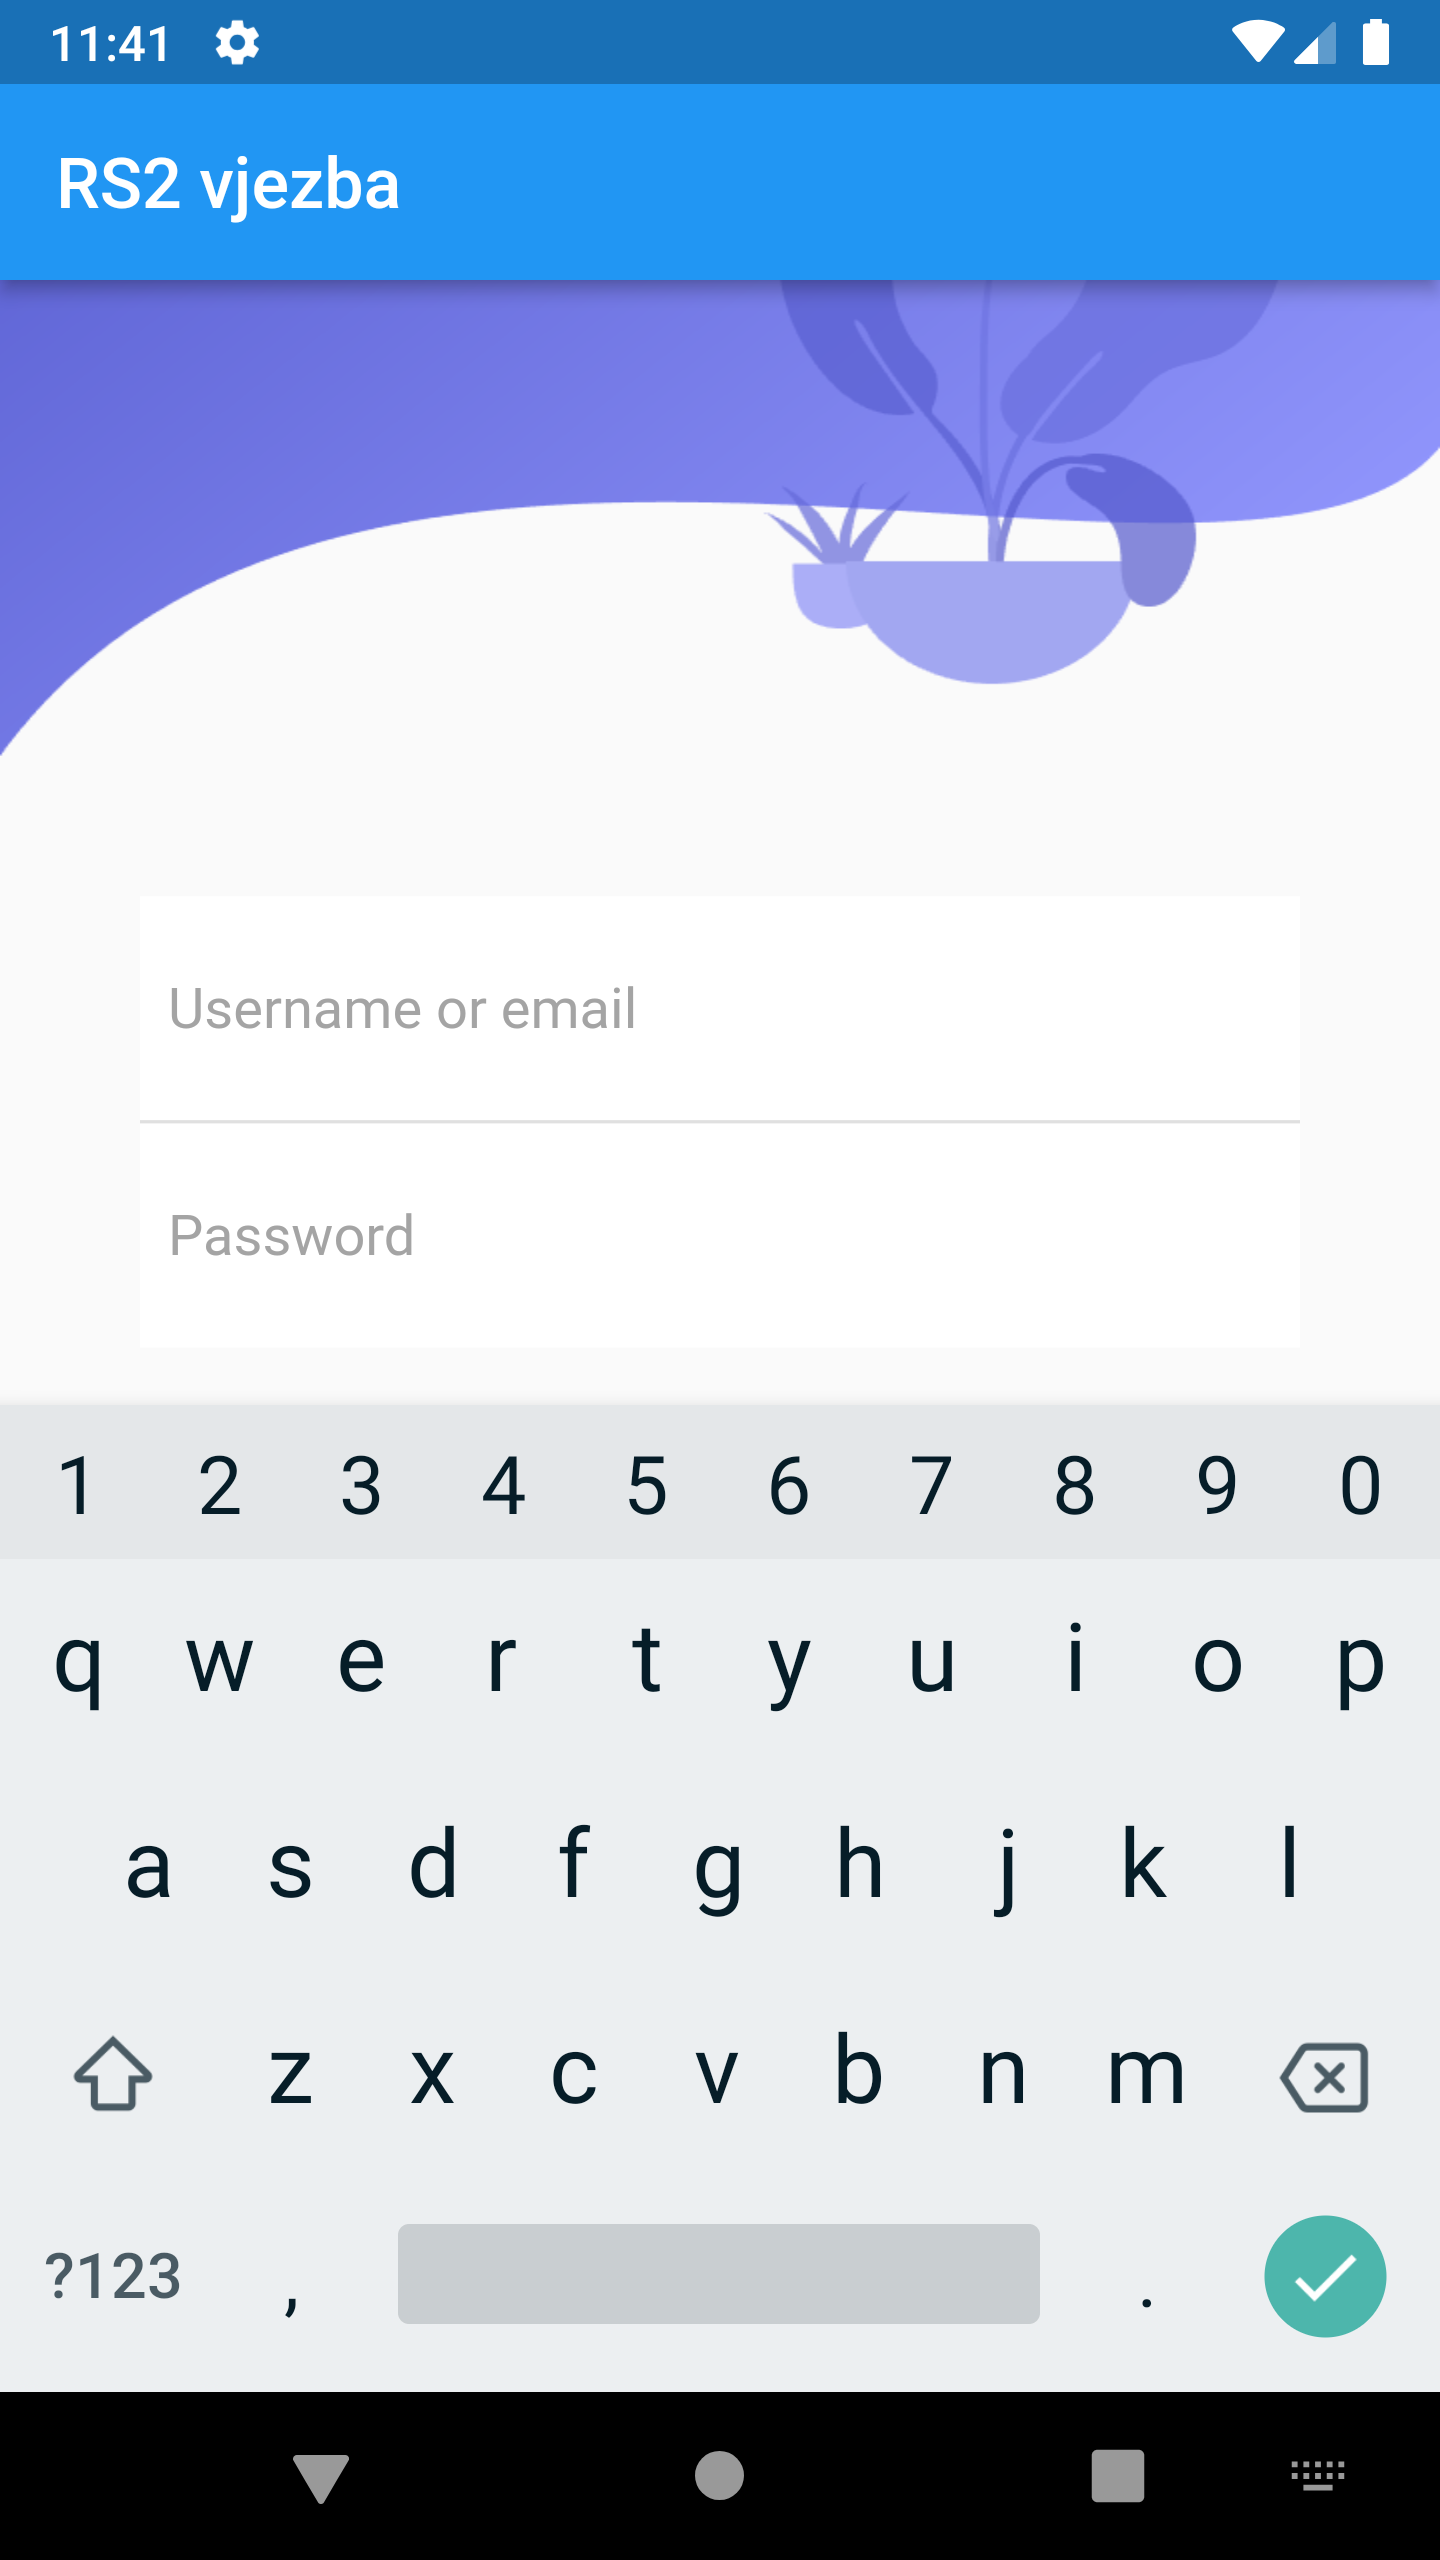 11:41
RS2 vjezba
Username or email
Password
1 2 3 4 5 6 7 8 9 0
q w e r t y u i o p
a s d f g h j k l
z x c v b n m
?123 , .